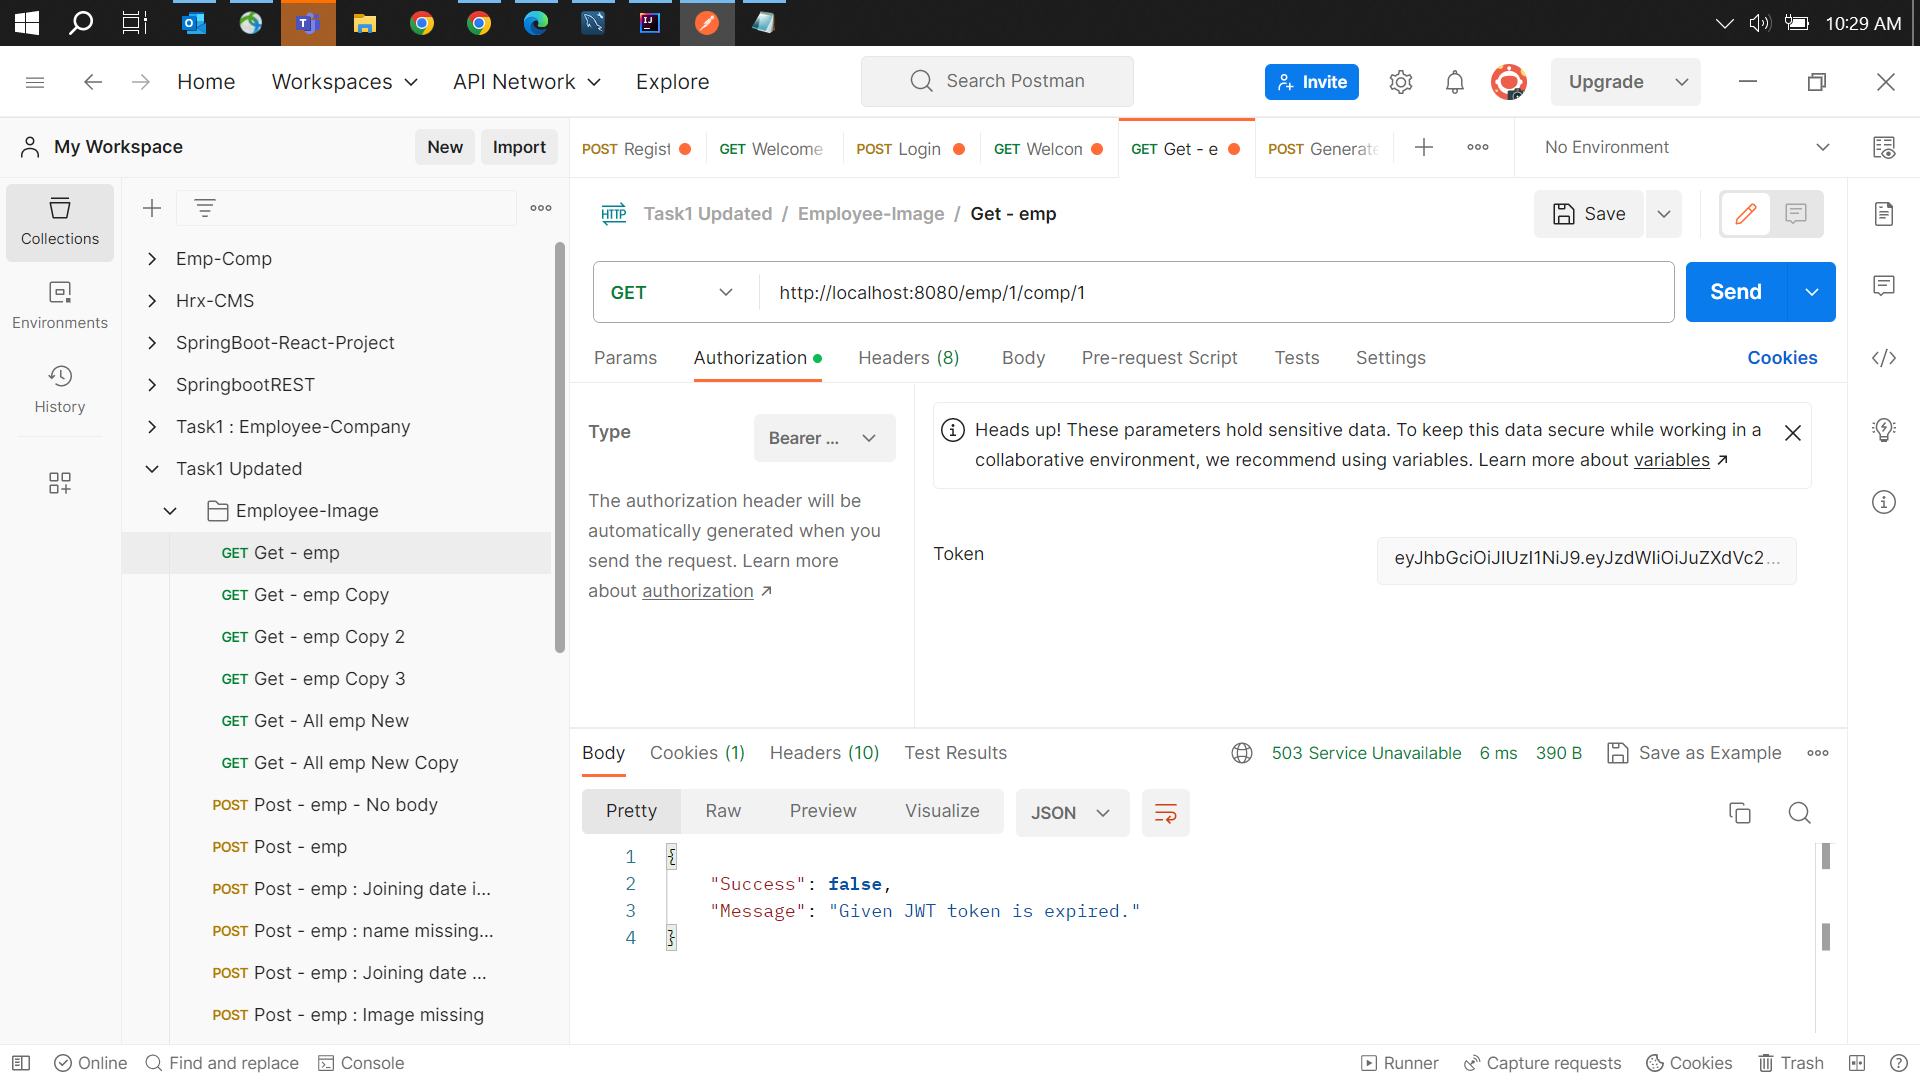 10:29 AM
Home
Workspaces
API Network
Explore
Search Postman
Invite
Upgrade
My Workspace
New
Import
POST Regist
GET Welcome
POST Login
GET Welcon
GET Get - e
POST Generate
No Environment
Collections
Environments
History
Emp-Comp
Hrx-CMS
SpringBoot-React-Project
SpringbootREST
Task1 : Employee-Company
Task1 Updated
Employee-Image
GET Get - emp
GET Get - emp Copy
GET Get - emp Copy 2
GET Get - emp Copy 3
GET Get - All emp New
GET Get - All emp New Copy
POST Post - emp - No body
POST Post - emp
POST Post - emp : Joining date i...
POST Post - emp : name missing...
POST Post - emp : Joining date ...
POST Post - emp : Image missing
HTTP Task1 Updated / Employee-Image / Get - emp
Save
GET
http://localhost:8080/emp/1/comp/1
Send
Params
Authorization
Headers (8)
Body
Pre-request Script
Tests
Settings
Cookies
Type
Bearer ...
The authorization header will be
automatically generated when you
send the request. Learn more
about authorization ↗
Heads up! These parameters hold sensitive data. To keep this data secure while working in a
collaborative environment, we recommend using variables. Learn more about variables ↗
Token
eyJhbGciOiJIUzI1NiJ9.eyJzdWIiOiJuZXdVc2...
Body
Cookies (1)
Headers (10)
Test Results
503 Service Unavailable
6 ms
390 B
Save as Example
Pretty
Raw
Preview
Visualize
JSON
1 {
2 "Success": false,
3 "Message": "Given JWT token is expired."
4 }
Online
Find and replace
Console
Runner
Capture requests
Cookies
Trash